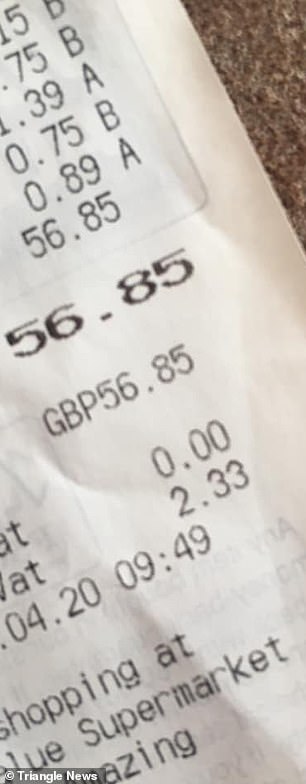 15 B
.75 B
1.39 A
0.75 B
0.89 A
56.85
56.85
GBP56.85
0.00
at 2.33
Vat
.04.20 09:49
shopping at
lue Supermarket
azing
© Triangle News